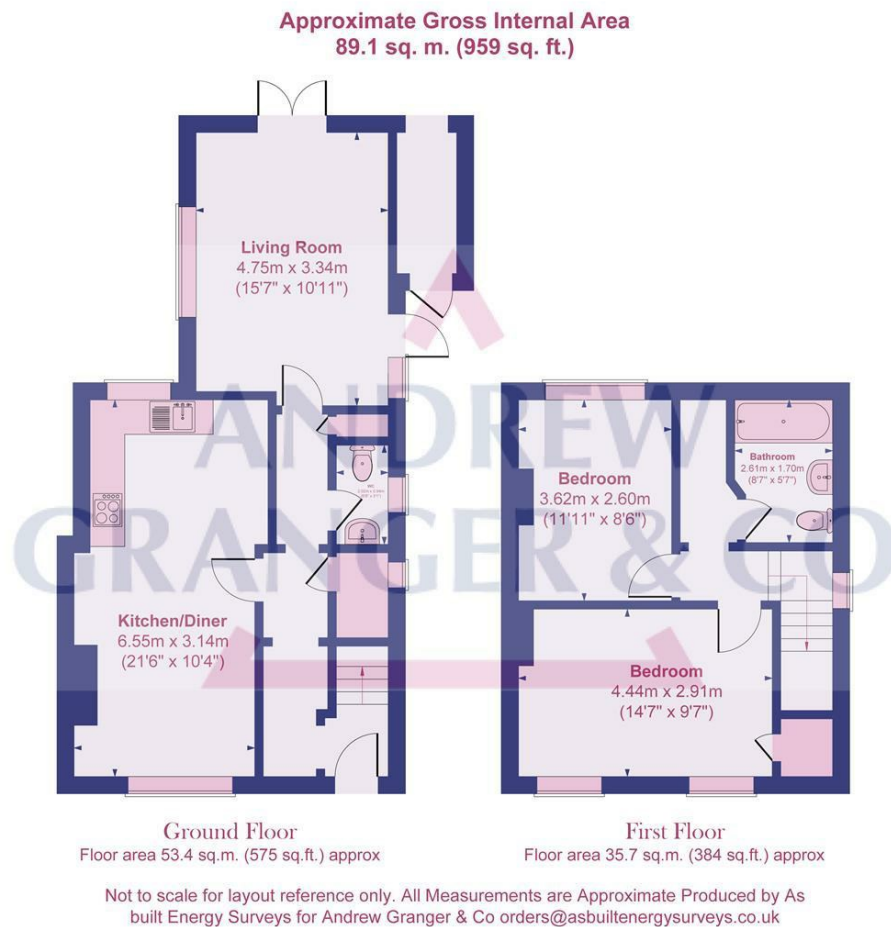 Approximate Gross Internal Area
89.1 sq. m. (959 sq. ft.)
Living Room
4.75m x 3.34m
(15'7" x 10'11")
ANDREW
GRANGER & CO
Bathroom
2.61m x 1.70m
(8'7" x 5'7")
Bedroom
3.62m x 2.60m
(11'11" x 8'6")
WC
Kitchen/Diner
6.55m x 3.14m
(21'6" x 10'4")
Bedroom
4.44m x 2.91m
(14'7" x 9'7")
Ground Floor
Floor area 53.4 sq.m. (575 sq.ft.) approx
First Floor
Floor area 35.7 sq.m. (384 sq.ft.) approx
Not to scale for layout reference only. All Measurements are Approximate Produced by As
built Energy Surveys for Andrew Granger & Co orders@asbuiltenergysurveys.co.uk